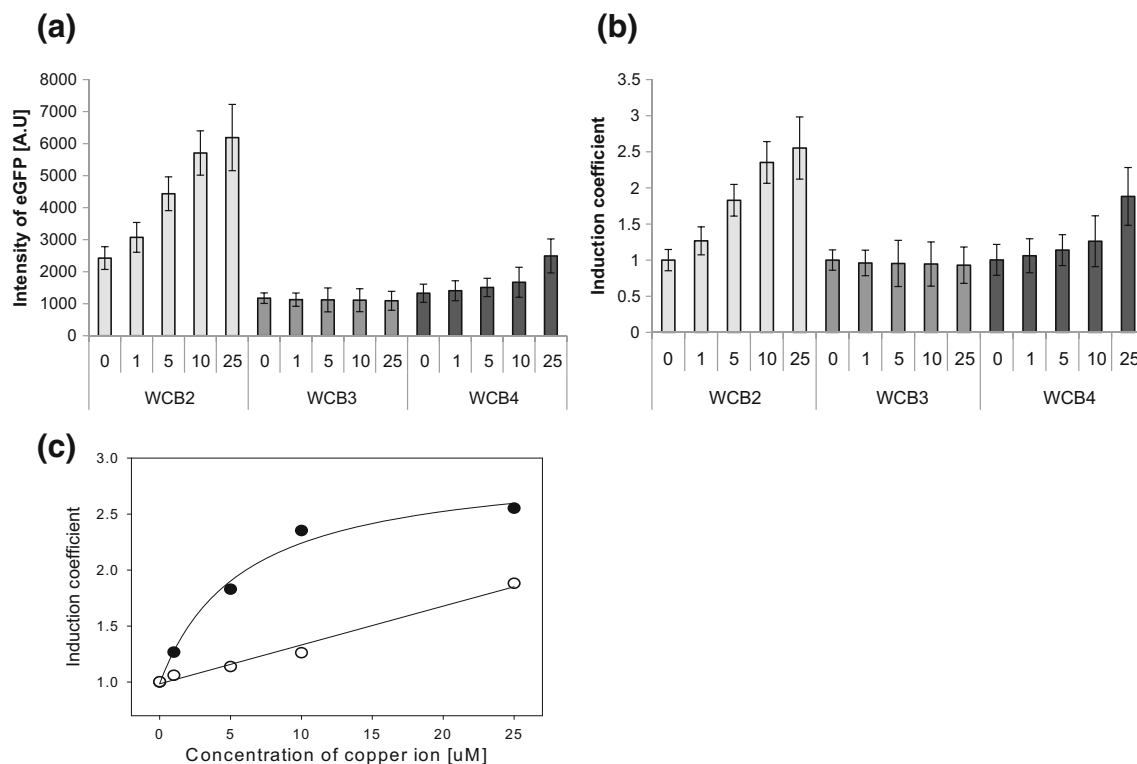 (a)
Intensity of eGFP [A.U]
8000
7000
6000
5000
4000
3000
2000
1000
0
0 1 5 10 25 0 1 5 10 25 0 1 5 10 25
WCB2 WCB3 WCB4
(b)
Induction coefficient
3.5
3
2.5
2
1.5
1
0.5
0
0 1 5 10 25 0 1 5 10 25 0 1 5 10 25
WCB2 WCB3 WCB4
(c)
Induction coefficient
3.0
2.5
2.0
1.5
1.0
0 5 10 15 20 25
Concentration of copper ion [uM]